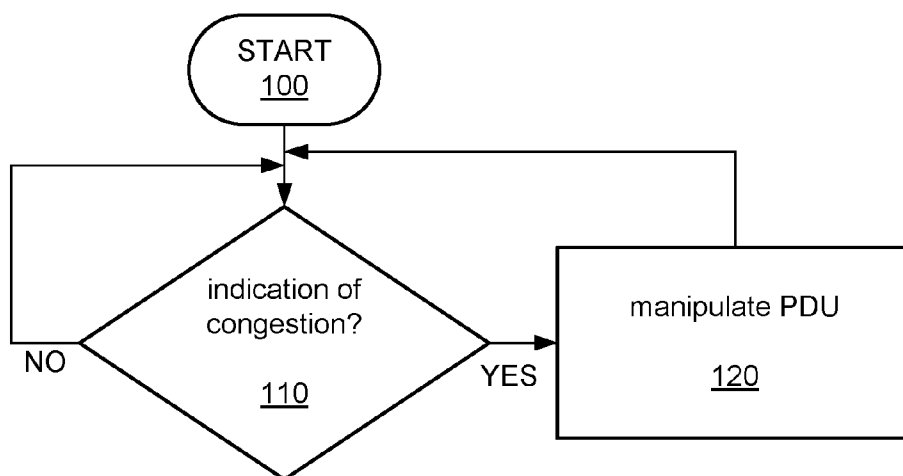 START
100
indication of
congestion?
110
NO
YES
manipulate PDU
120